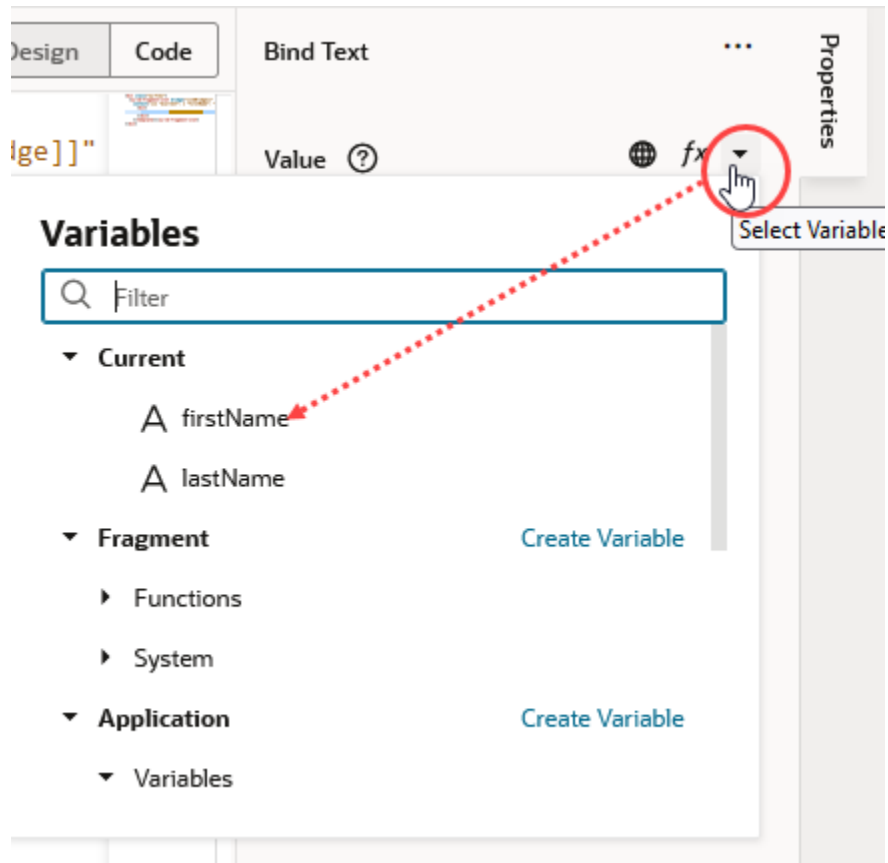 Design Code Bind Text ...
Properties
dge]]"
Value ? fx
Select Variable
Variables
Filter
Current
A firstName
A lastName
Fragment Create Variable
Functions
System
Application Create Variable
Variables